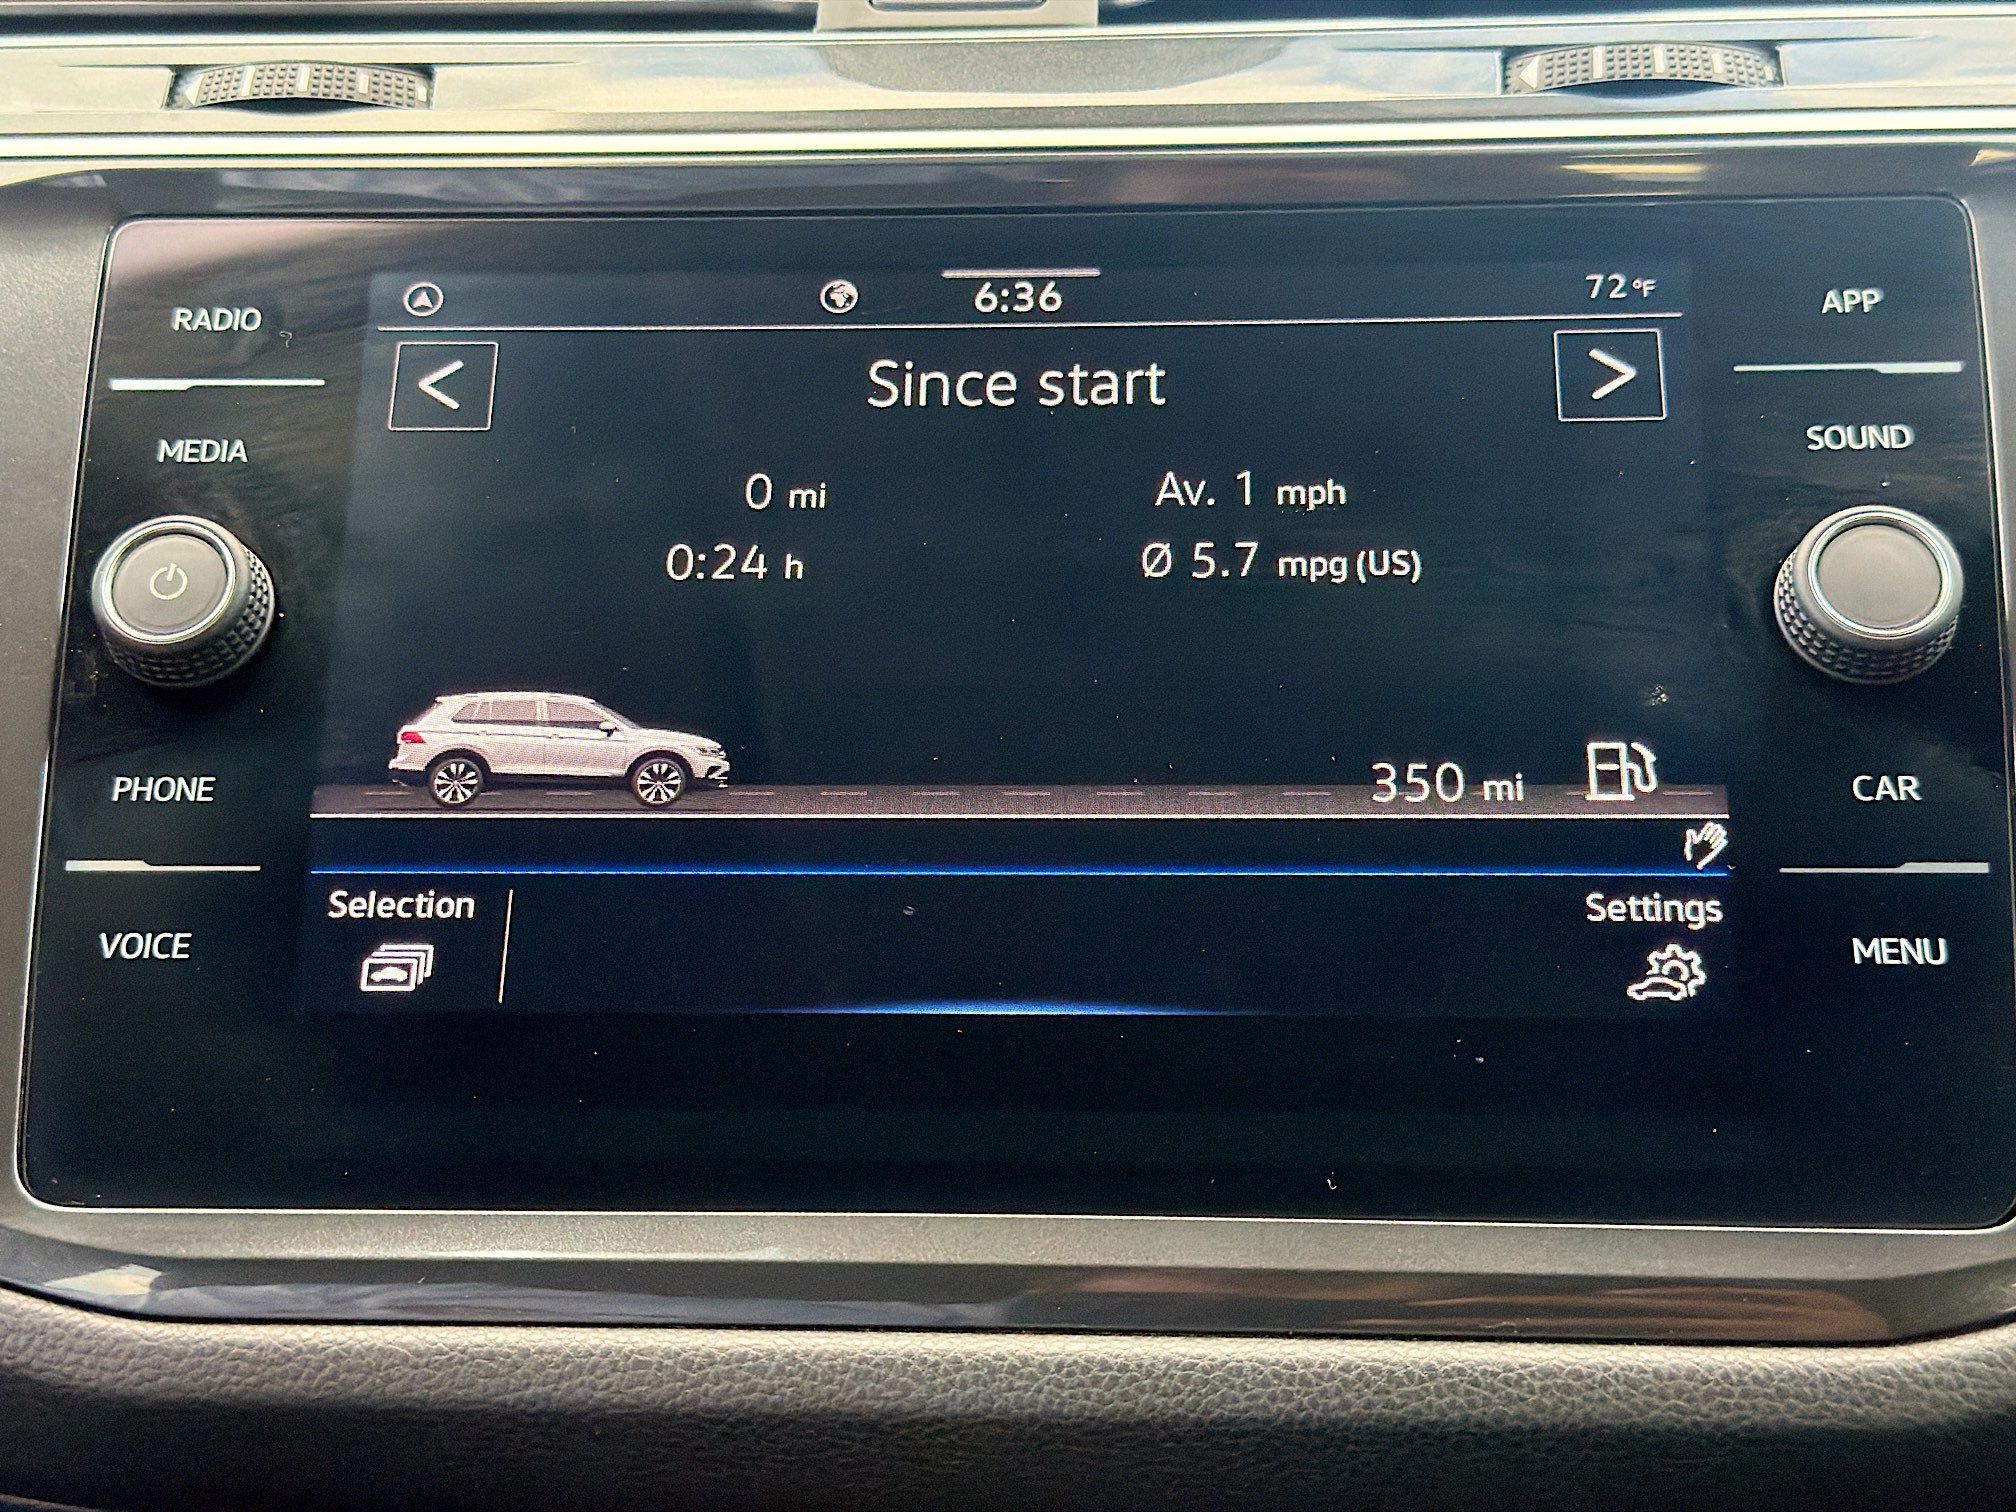 6:36
72°F
RADIO
APP
< Since start >
MEDIA
SOUND
0 mi
Av. 1 mph
0:24 h
Ø 5.7 mpg (US)
350 mi
PHONE
CAR
Selection
Settings
VOICE
MENU